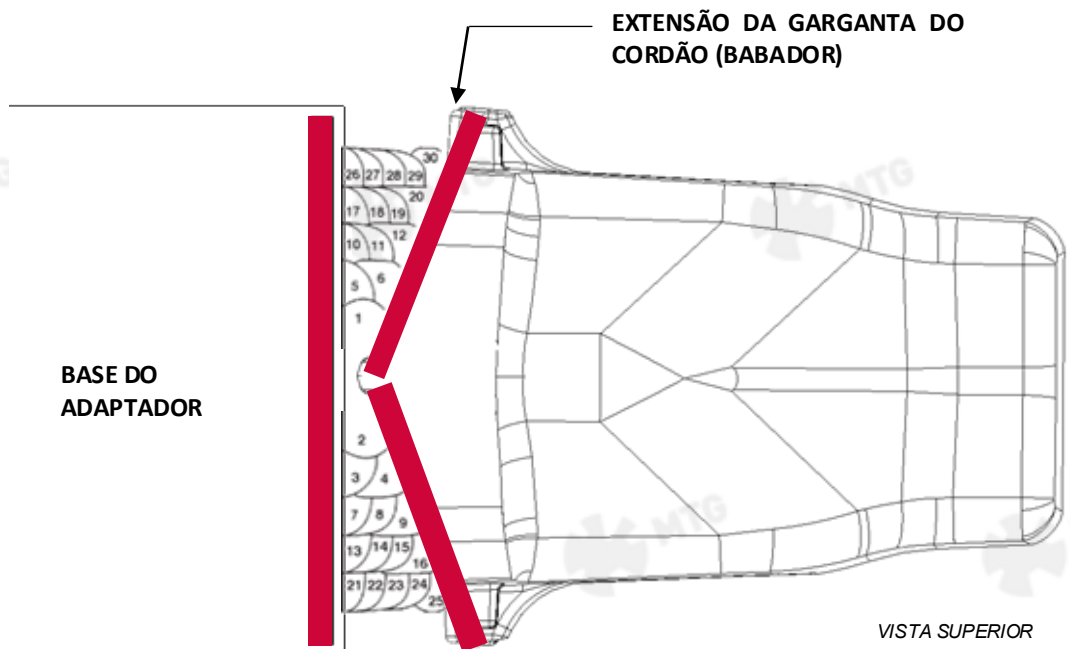 EXTENSÃO DA GARGANTA DO
CORDÃO (BABADOR)
30
26 27 28 29
20
17 18 19
12
10 11
6
5
1
BASE DO
ADAPTADOR
2
3 4
7 8 9
13 14 15 16
21 22 23 24
25
MTG
MTG
MTG
VISTA SUPERIOR